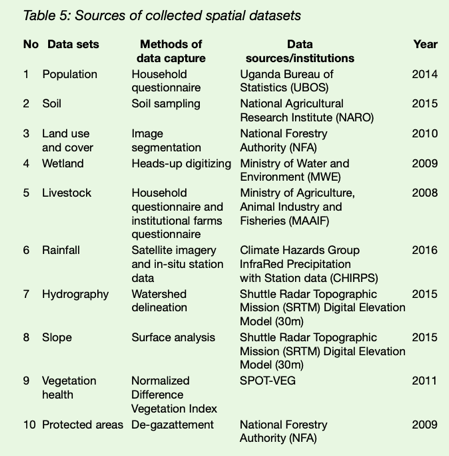 Table 5: Sources of collected spatial datasets
No Data sets Methods of data capture Data sources/institutions Year
1 Population Household questionnaire Uganda Bureau of Statistics (UBOS) 2014
2 Soil Soil sampling National Agricultural Research Institute (NARO) 2015
3 Land use and cover Image segmentation National Forestry Authority (NFA) 2010
4 Wetland Heads-up digitizing Ministry of Water and Environment (MWE) 2009
5 Livestock Household questionnaire and institutional farms questionnaire Ministry of Agriculture, Animal Industry and Fisheries (MAAIF) 2008
6 Rainfall Satellite imagery and in-situ station data Climate Hazards Group InfraRed Precipitation with Station data (CHIRPS) 2016
7 Hydrography Watershed delineation Shuttle Radar Topographic Mission (SRTM) Digital Elevation Model (30m) 2015
8 Slope Surface analysis Shuttle Radar Topographic Mission (SRTM) Digital Elevation Model (30m) 2015
9 Vegetation health Normalized Difference Vegetation Index SPOT-VEG 2011
10 Protected areas De-gazattement National Forestry Authority (NFA) 2009